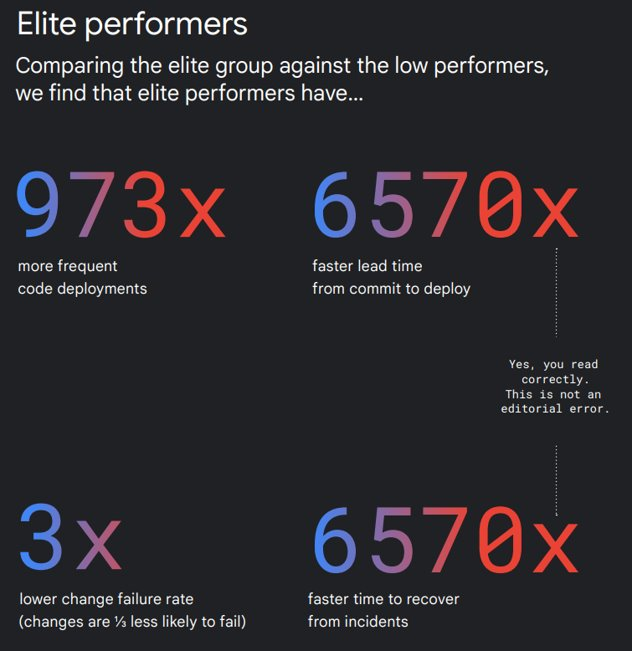 Elite performers
Comparing the elite group against the low performers,
we find that elite performers have...
973x
more frequent
code deployments
6570x
faster lead time
from commit to deploy
Yes, you read
correctly.
This is not an
editorial error.
3x
lower change failure rate
(changes are ⅓ less likely to fail)
6570x
faster time to recover
from incidents